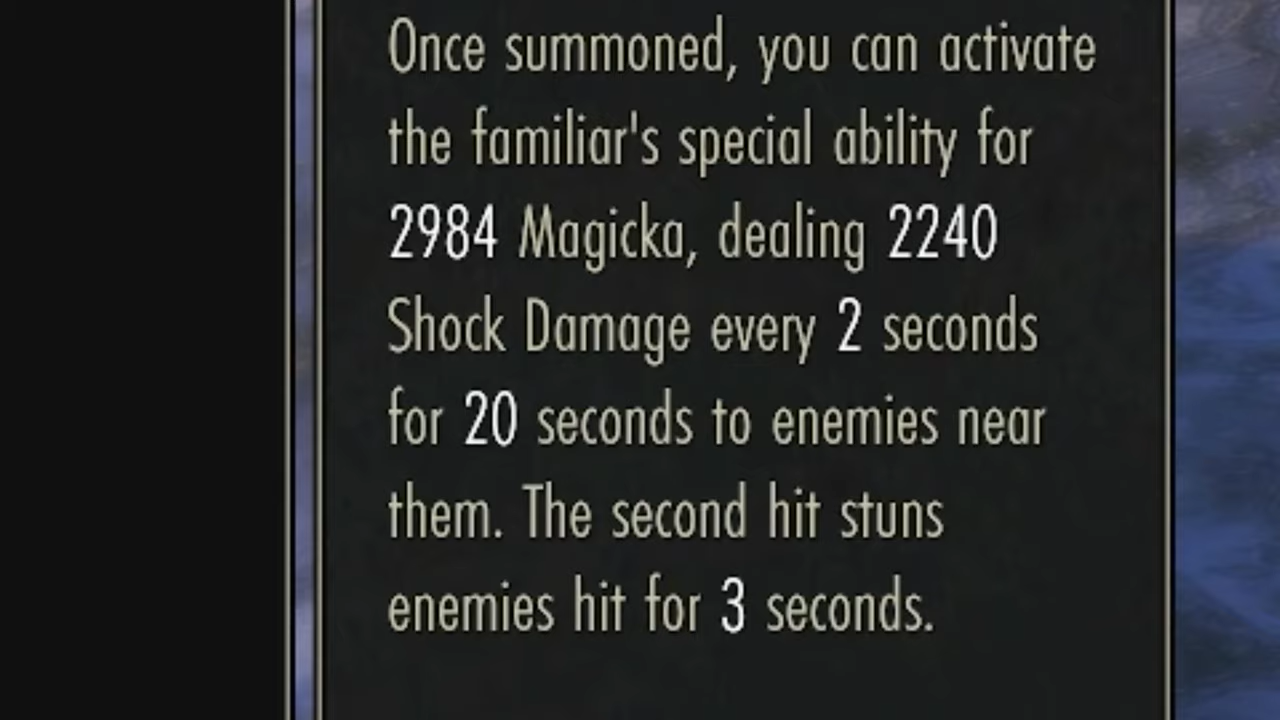 Once summoned, you can activate
the familiar's special ability for
2984 Magicka, dealing 2240
Shock Damage every 2 seconds
for 20 seconds to enemies near
them. The second hit stuns
enemies hit for 3 seconds.